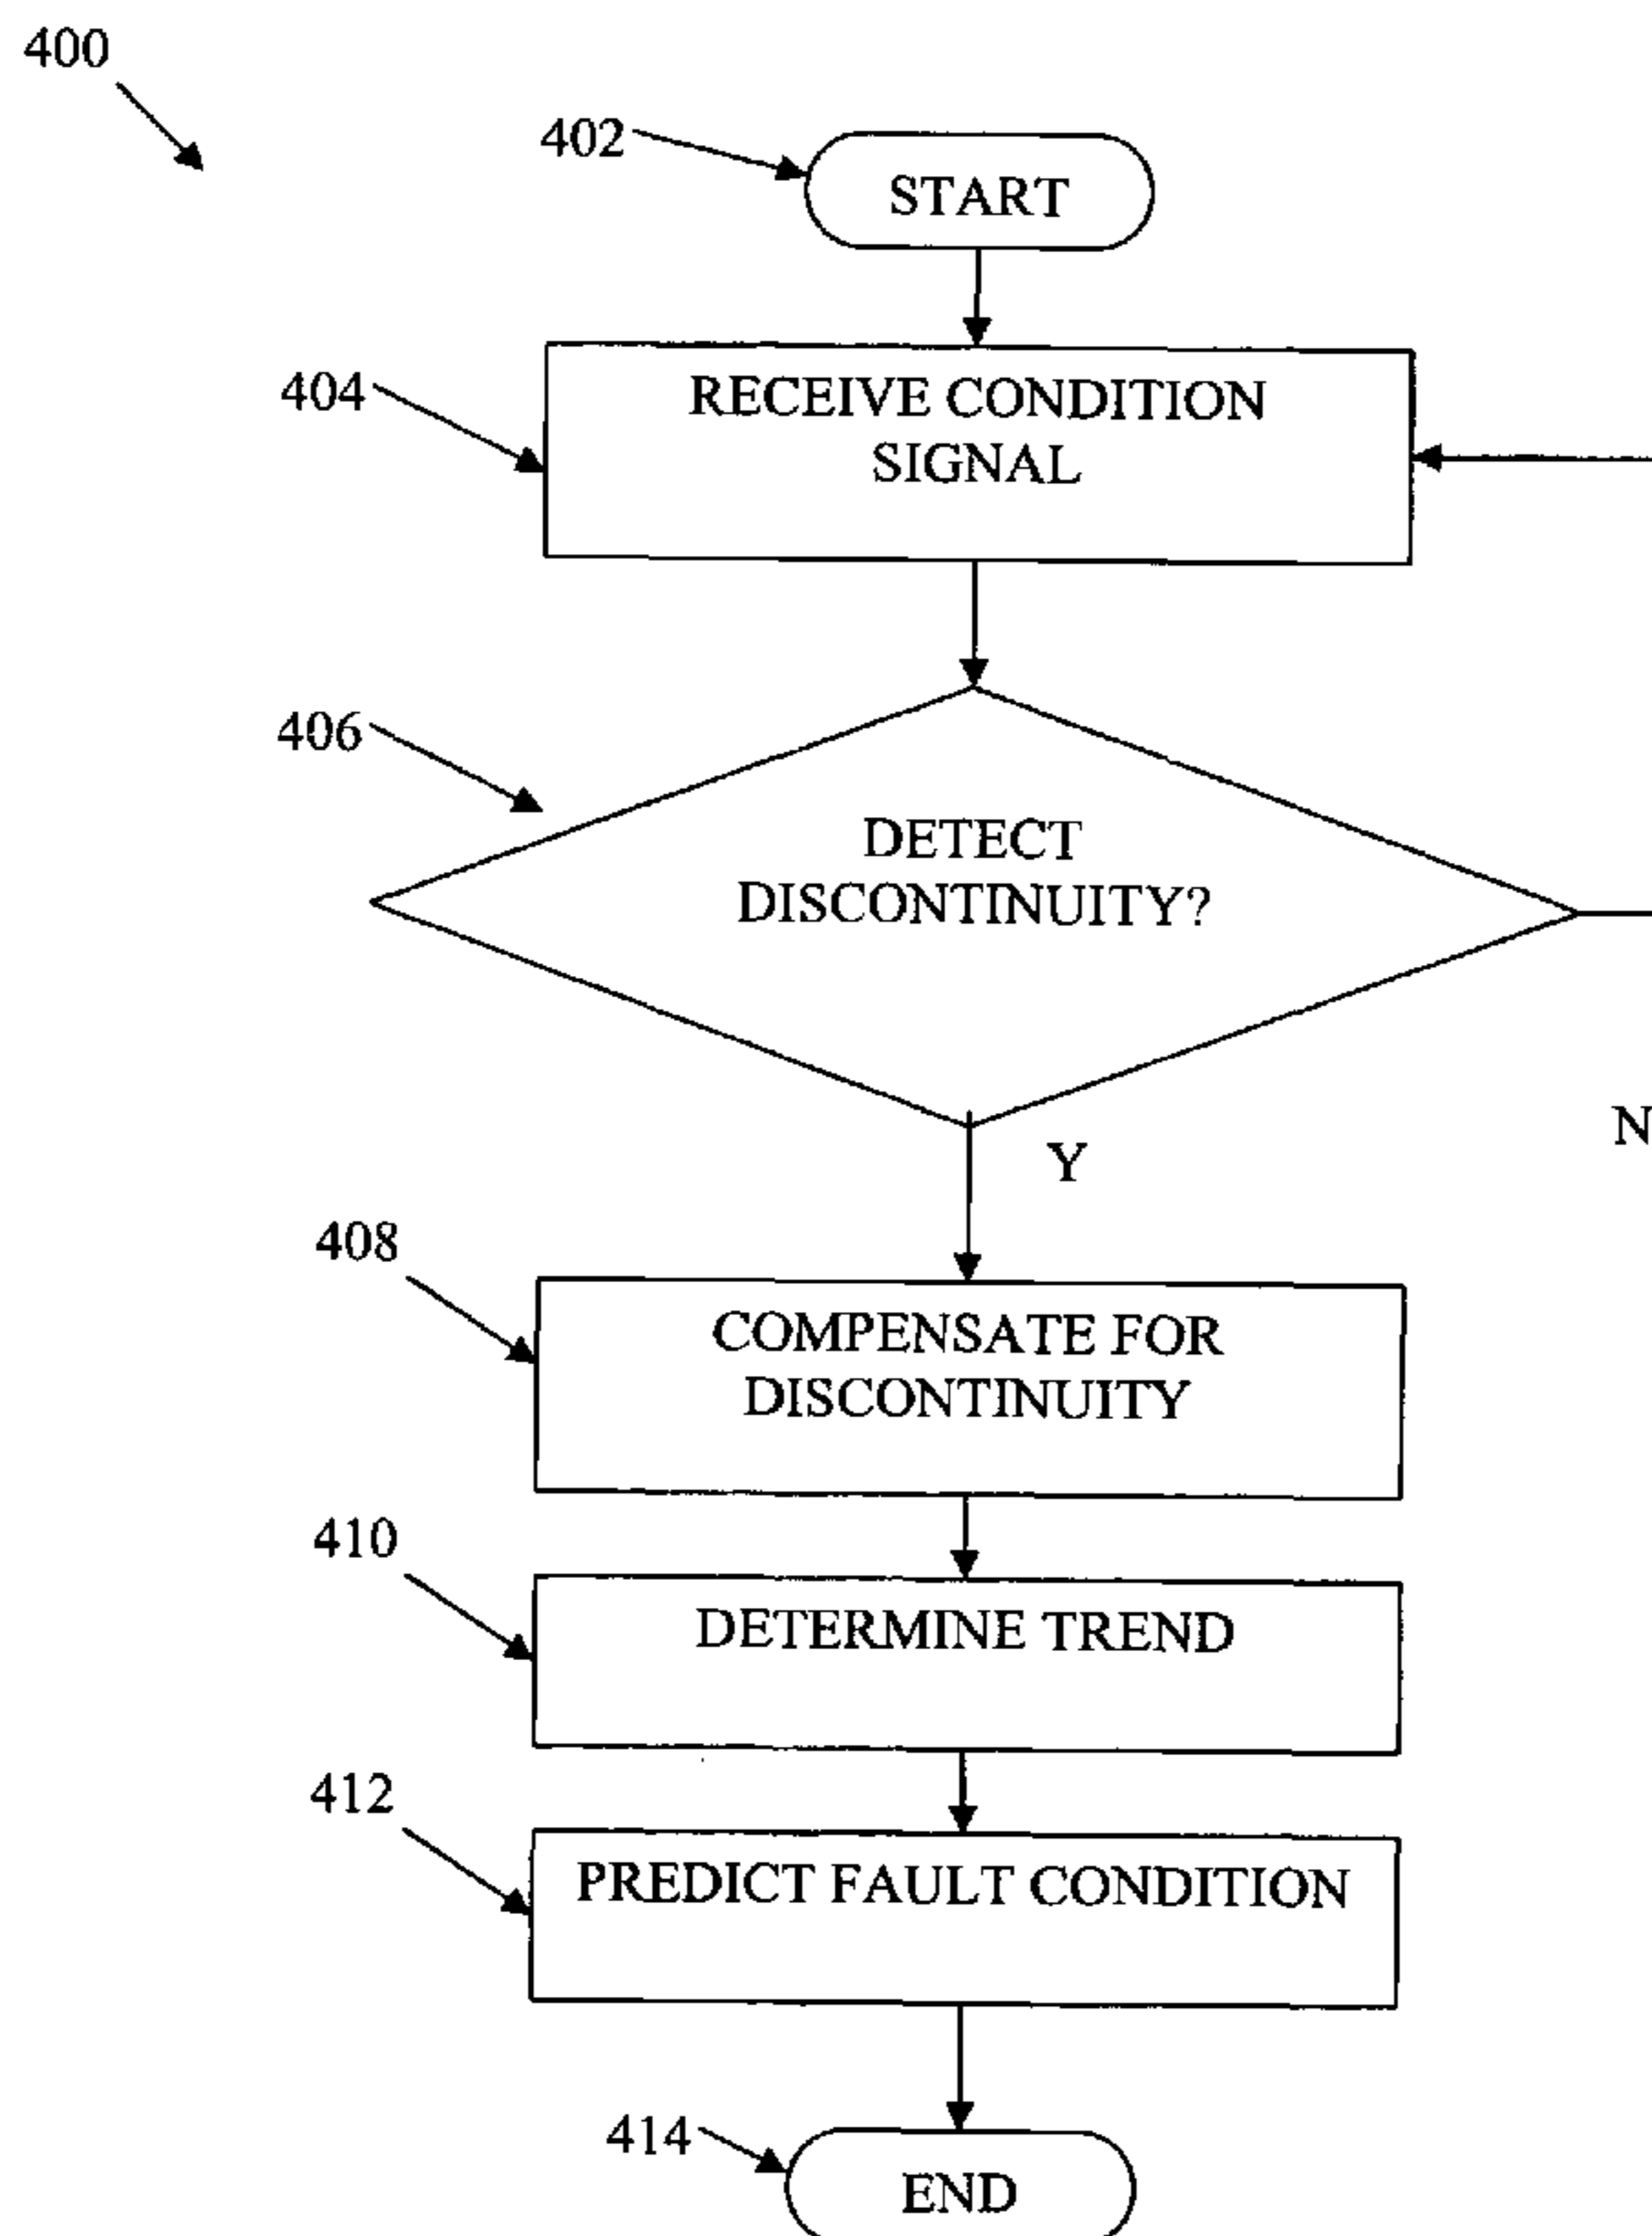 400
402
START
404
RECEIVE CONDITION
SIGNAL
406
DETECT
DISCONTINUITY?
N
Y
408
COMPENSATE FOR
DISCONTINUITY
410
DETERMINE TREND
412
PREDICT FAULT CONDITION
414
END